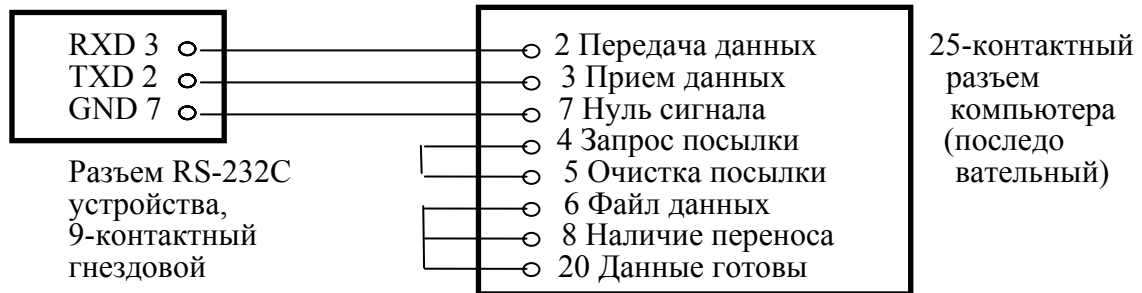 RXD 3
TXD 2
GND 7
Разъем RS-232C
устройства,
9-контактный
гнездовой
2 Передача данных
3 Прием данных
7 Нуль сигнала
4 Запрос посылки
5 Очистка посылки
6 Файл данных
8 Наличие переноса
20 Данные готовы
25-контактный
разъем
компьютера
(последо
вательный)